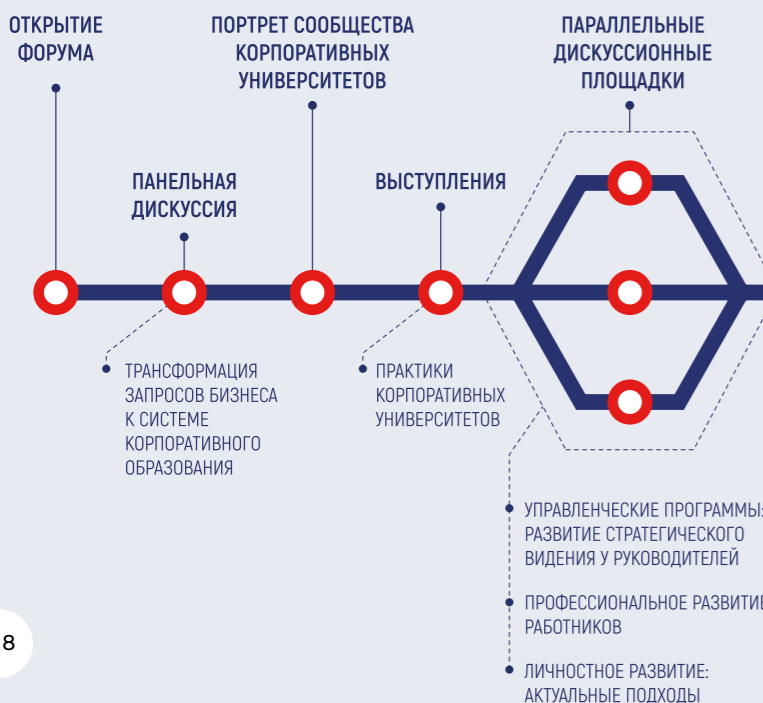 ОТКРЫТИЕ
ФОРУМА
ПОРТРЕТ СООБЩЕСТВА
КОРПОРАТИВНЫХ
УНИВЕРСИТЕТОВ
ПАРАЛЛЕЛЬНЫЕ
ДИСКУССИОННЫЕ
ПЛОЩАДКИ
ПАНЕЛЬНАЯ
ДИСКУССИЯ
ВЫСТУПЛЕНИЯ
ТРАНСФОРМАЦИЯ
ЗАПРОСОВ БИЗНЕСА
К СИСТЕМЕ
КОРПОРАТИВНОГО
ОБРАЗОВАНИЯ
ПРАКТИКИ
КОРПОРАТИВНЫХ
УНИВЕРСИТЕТОВ
УПРАВЛЕНЧЕСКИЕ ПРОГРАММЫ:
РАЗВИТИЕ СТРАТЕГИЧЕСКОГО
ВИДЕНИЯ У РУКОВОДИТЕЛЕЙ
ПРОФЕССИОНАЛЬНОЕ РАЗВИТИЕ
РАБОТНИКОВ
ЛИЧНОСТНОЕ РАЗВИТИЕ:
АКТУАЛЬНЫЕ ПОДХОДЫ
8